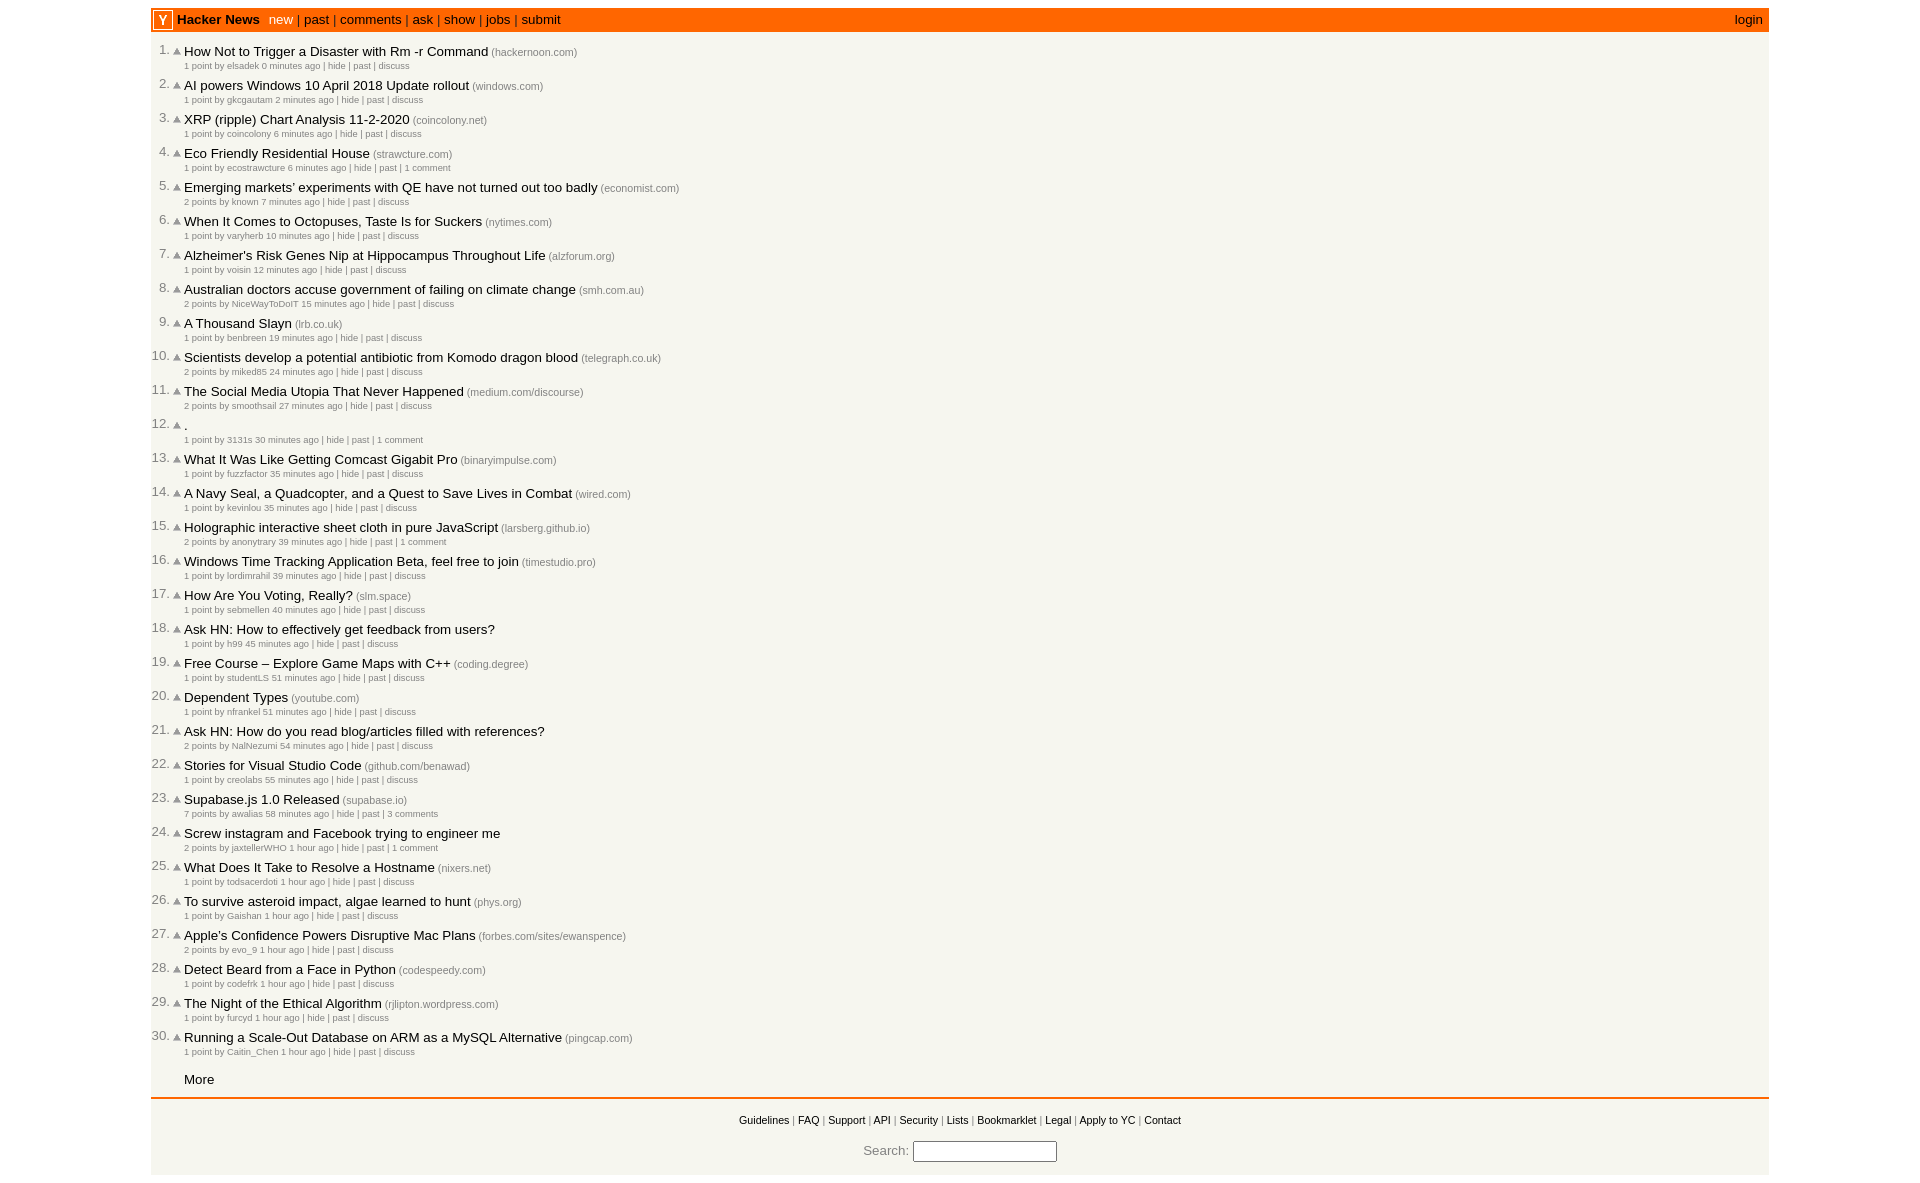 Y Hacker News new | past | comments | ask | show | jobs | submit login
1. How Not to Trigger a Disaster with Rm -r Command (hackernoon.com)
1 point by elsadek 0 minutes ago | hide | past | discuss
2. AI powers Windows 10 April 2018 Update rollout (windows.com)
1 point by gkcgautam 2 minutes ago | hide | past | discuss
3. XRP (ripple) Chart Analysis 11-2-2020 (coincolony.net)
1 point by coincolony 6 minutes ago | hide | past | discuss
4. Eco Friendly Residential House (strawcture.com)
1 point by ecostrawcture 6 minutes ago | hide | past | 1 comment
5. Emerging markets’ experiments with QE have not turned out too badly (economist.com)
2 points by known 7 minutes ago | hide | past | discuss
6. When It Comes to Octopuses, Taste Is for Suckers (nytimes.com)
1 point by varyherb 10 minutes ago | hide | past | discuss
7. Alzheimer's Risk Genes Nip at Hippocampus Throughout Life (alzforum.org)
1 point by voisin 12 minutes ago | hide | past | discuss
8. Australian doctors accuse government of failing on climate change (smh.com.au)
2 points by NiceWayToDoIT 15 minutes ago | hide | past | discuss
9. A Thousand Slayn (lrb.co.uk)
1 point by benbreen 19 minutes ago | hide | past | discuss
10. Scientists develop a potential antibiotic from Komodo dragon blood (telegraph.co.uk)
2 points by miked85 24 minutes ago | hide | past | discuss
11. The Social Media Utopia That Never Happened (medium.com/discourse)
2 points by smoothsail 27 minutes ago | hide | past | discuss
12. .
1 point by 3131s 30 minutes ago | hide | past | 1 comment
13. What It Was Like Getting Comcast Gigabit Pro (binaryimpulse.com)
1 point by fuzzfactor 35 minutes ago | hide | past | discuss
14. A Navy Seal, a Quadcopter, and a Quest to Save Lives in Combat (wired.com)
1 point by kevinlou 35 minutes ago | hide | past | discuss
15. Holographic interactive sheet cloth in pure JavaScript (larsberg.github.io)
2 points by anonytrary 39 minutes ago | hide | past | 1 comment
16. Windows Time Tracking Application Beta, feel free to join (timestudio.pro)
1 point by lordimrahil 39 minutes ago | hide | past | discuss
17. How Are You Voting, Really? (slm.space)
1 point by sebmellen 40 minutes ago | hide | past | discuss
18. Ask HN: How to effectively get feedback from users?
1 point by h99 45 minutes ago | hide | past | discuss
19. Free Course – Explore Game Maps with C++ (coding.degree)
1 point by studentLS 51 minutes ago | hide | past | discuss
20. Dependent Types (youtube.com)
1 point by nfrankel 51 minutes ago | hide | past | discuss
21. Ask HN: How do you read blog/articles filled with references?
2 points by NalNezumi 54 minutes ago | hide | past | discuss
22. Stories for Visual Studio Code (github.com/benawad)
1 point by creolabs 55 minutes ago | hide | past | discuss
23. Supabase.js 1.0 Released (supabase.io)
7 points by awalias 58 minutes ago | hide | past | 3 comments
24. Screw instagram and Facebook trying to engineer me
2 points by jaxtellerWHO 1 hour ago | hide | past | 1 comment
25. What Does It Take to Resolve a Hostname (nixers.net)
1 point by todsacerdoti 1 hour ago | hide | past | discuss
26. To survive asteroid impact, algae learned to hunt (phys.org)
1 point by Gaishan 1 hour ago | hide | past | discuss
27. Apple’s Confidence Powers Disruptive Mac Plans (forbes.com/sites/ewanspence)
2 points by evo_9 1 hour ago | hide | past | discuss
28. Detect Beard from a Face in Python (codespeedy.com)
1 point by codefrk 1 hour ago | hide | past | discuss
29. The Night of the Ethical Algorithm (rjlipton.wordpress.com)
1 point by furcyd 1 hour ago | hide | past | discuss
30. Running a Scale-Out Database on ARM as a MySQL Alternative (pingcap.com)
1 point by Caitin_Chen 1 hour ago | hide | past | discuss
More
Guidelines | FAQ | Support | API | Security | Lists | Bookmarklet | Legal | Apply to YC | Contact
Search: